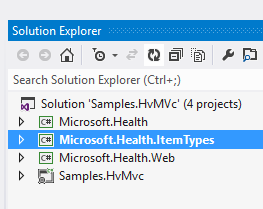 Solution Explorer
Search Solution Explorer (Ctrl+;)
Solution 'Samples.HvMVc' (4 projects)
C# Microsoft.Health
C# Microsoft.Health.ItemTypes
C# Microsoft.Health.Web
Samples.HvMvc